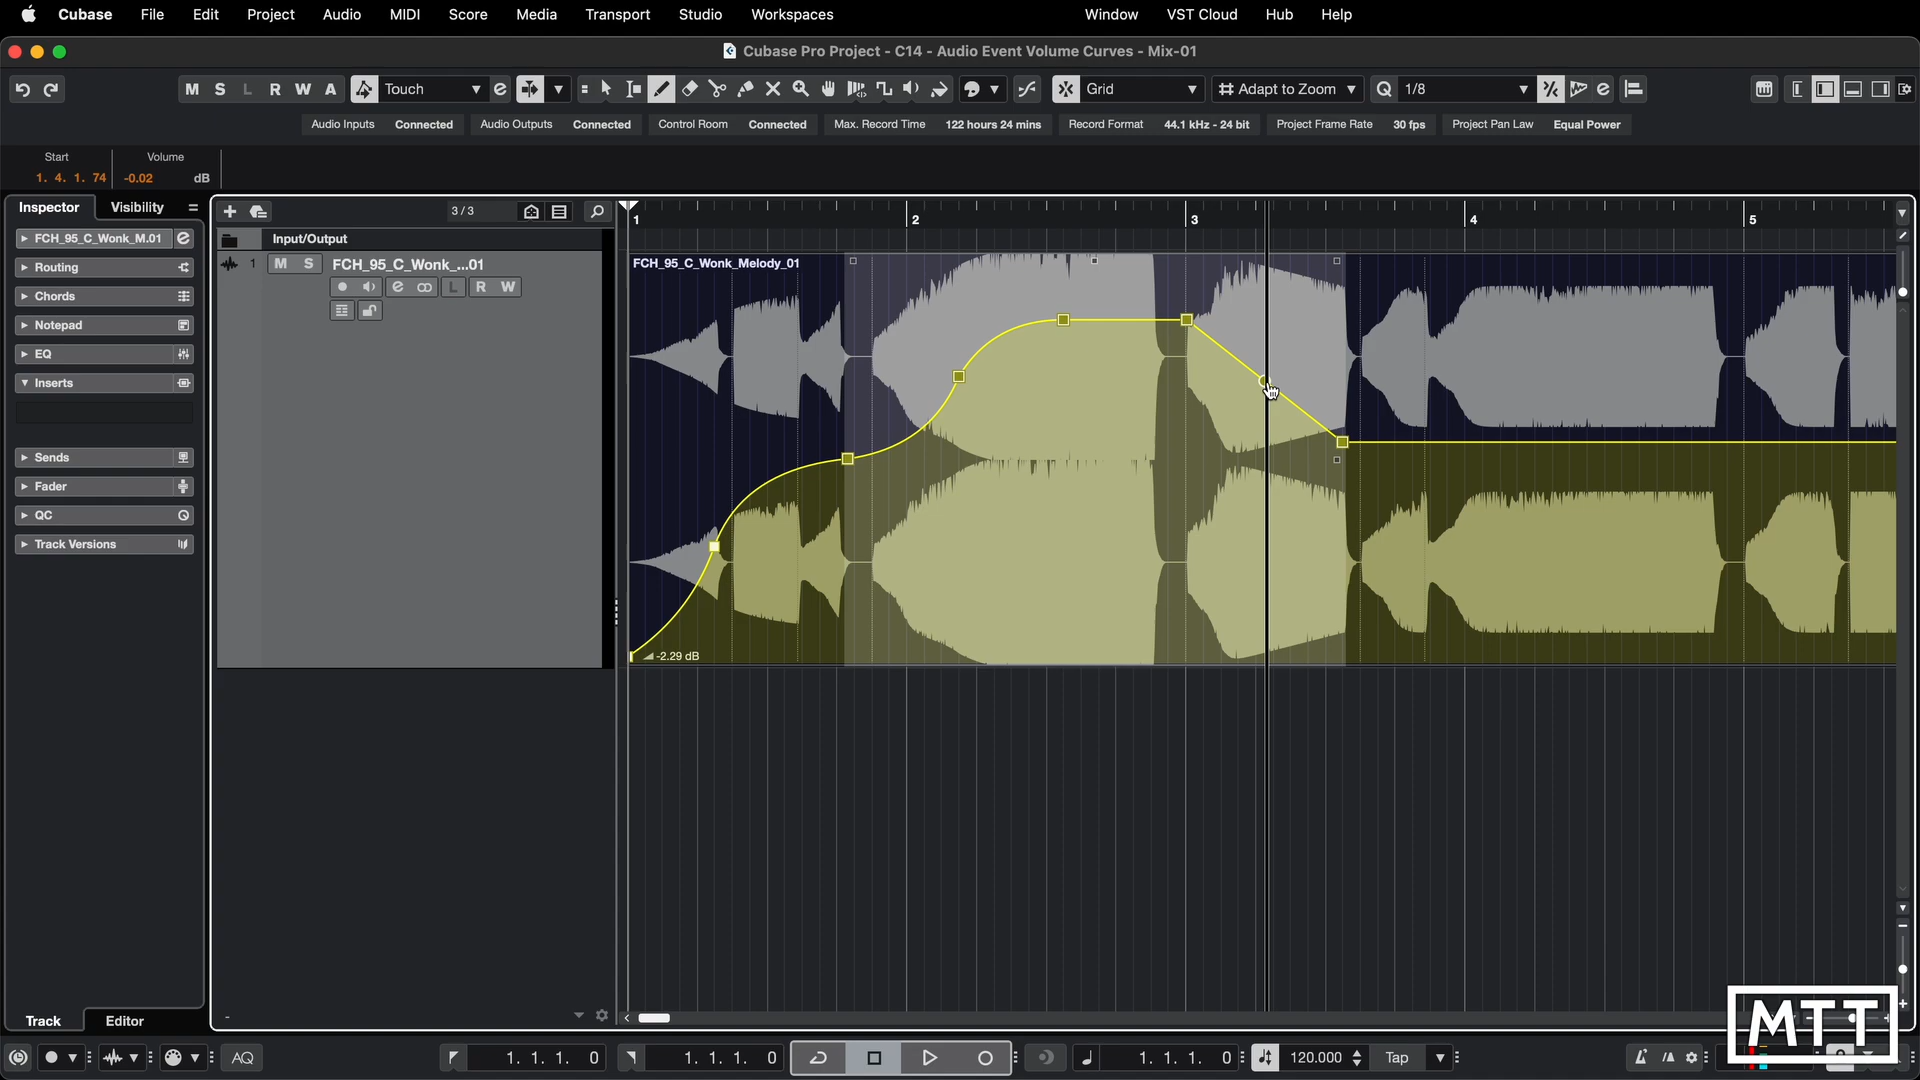 Cubase File Edit Project Audio MIDI Score Media Transport Studio Workspaces Window VST Cloud Hub Help
Cubase Pro Project - C14 - Audio Event Volume Curves - Mix-01
M S L R W A Touch e Grid Adapt to Zoom Q 1/8 e
Audio Inputs Connected Audio Outputs Connected Control Room Connected Max. Record Time 122 hours 24 mins Record Format 44.1 kHz - 24 bit Project Frame Rate 30 fps Project Pan Law Equal Power
Start Volume
1. 4. 1. 74 -0.02 dB
Inspector Visibility
3/3
1 2 3 4 5
FCH_95_C_Wonk_M.01 e
Input/Output
Routing
1 M S FCH_95_C_Wonk_...01
FCH_95_C_Wonk_Melody_01
e L R W
Chords
Notepad
EQ
Inserts
Sends
Fader
QC
Track Versions
-2.29 dB
Track Editor
MTT
AQ 1. 1. 1. 0 1. 1. 1. 0 1. 1. 1. 0 120.000 Tap